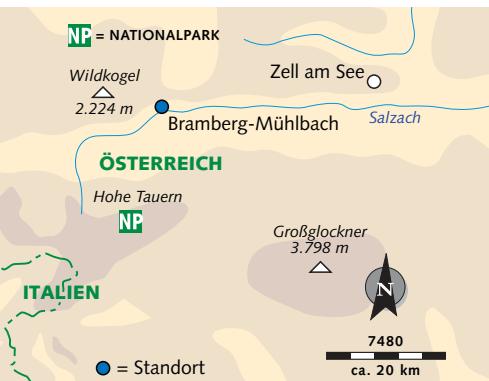 NP = NATIONALPARK
Wildkogel
2.224 m
Zell am See
Bramberg-Mühlbach
Salzach
ÖSTERREICH
Hohe Tauern
NP
Großglockner
3.798 m
ITALIEN
N
7480
ca. 20 km
= Standort